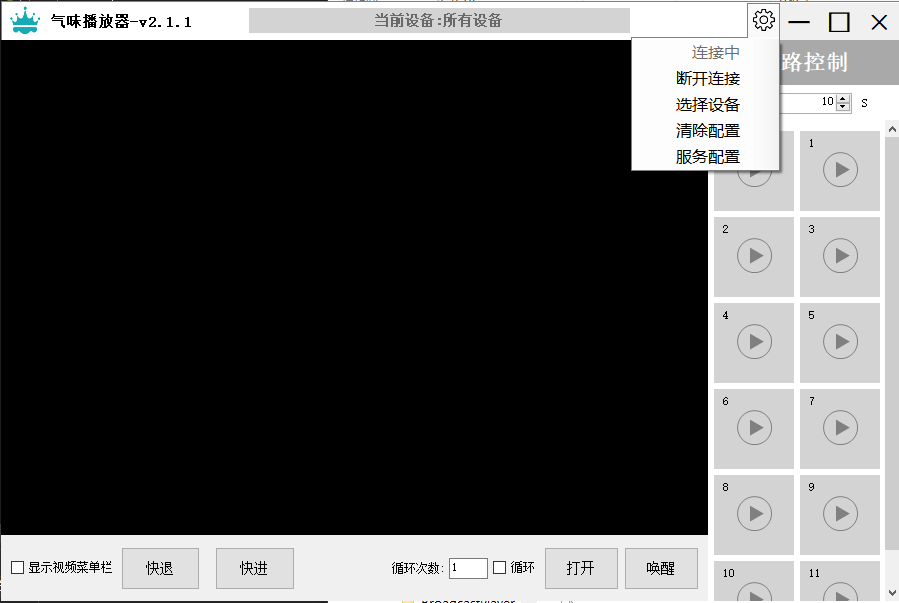 气味播放器-v2.1.1
当前设备:所有设备
连接中
断开连接
选择设备
清除配置
服务配置
路控制
10
S
1
2
3
4
5
6
7
8
9
10
11
显示视频菜单栏
快退
快进
循环次数:
1
循环
打开
唤醒